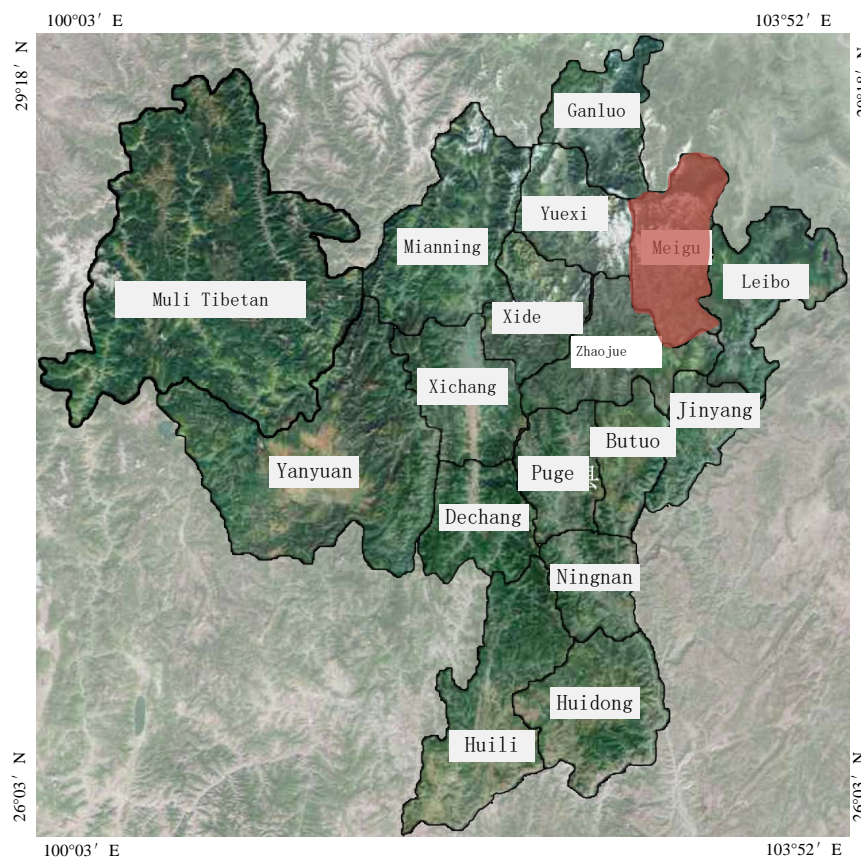 100°03′ E
103°52′ E
29°18′ N
29°18′ N
Ganluo
Yuexi
Mianning
Meigu
Leibo
Muli Tibetan
Xide
Zhaojue
Xichang
Jinyang
Butuo
Yanyuan
Puge
Dechang
Ningnan
Huidong
Huili
26°03′ N
26°03′ N
100°03′ E
103°52′ E